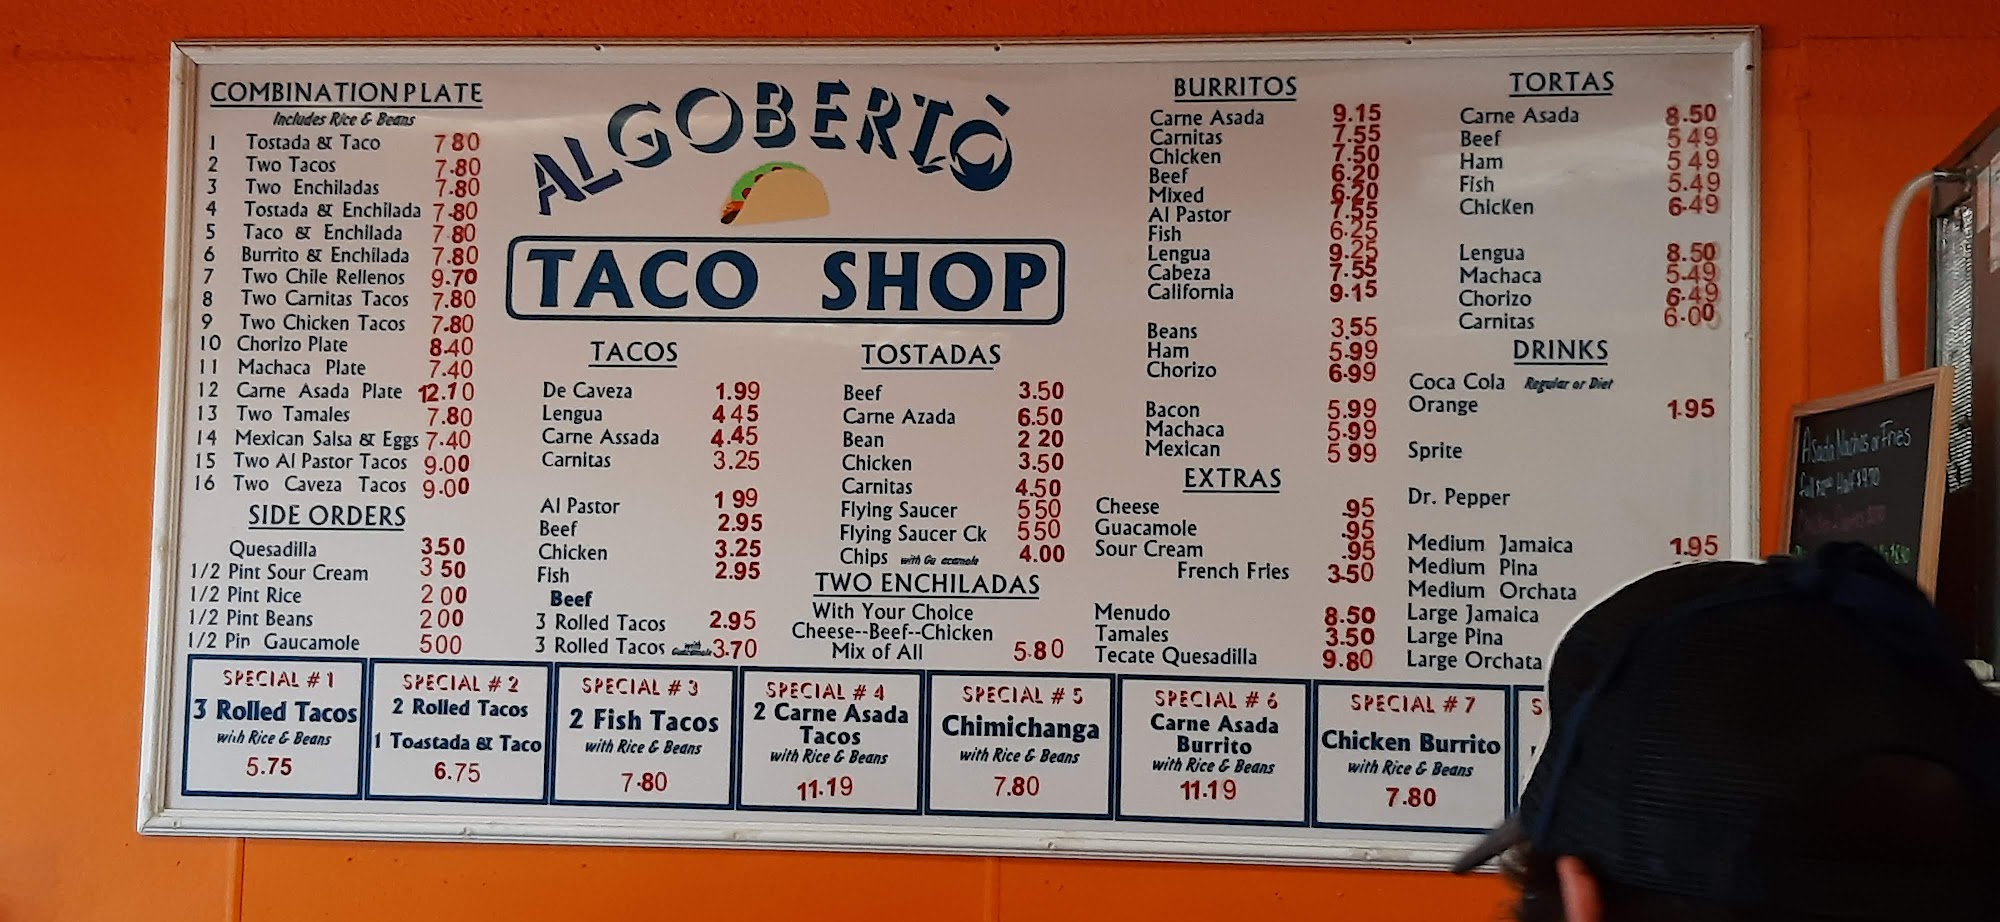 COMBINATION PLATE
Includes Rice & Beans
1 Tostada & Taco 7 80
2 Two Tacos 7.80
3 Two Enchiladas 7.80
4 Tostada & Enchilada 7.80
5 Taco & Enchilada 7 80
6 Burrito & Enchilada 7.80
7 Two Chile Rellenos 9.70
8 Two Carnitas Tacos 7.80
9 Two Chicken Tacos 7.80
10 Chorizo Plate 8.40
11 Machaca Plate 7.40
12 Carne Asada Plate 12.10
13 Two Tamales 7.80
14 Mexican Salsa & Eggs 7.40
15 Two Al Pastor Tacos 9.00
16 Two Caveza Tacos 9.00
SIDE ORDERS
Quesadilla 3.50
1/2 Pint Sour Cream 3 50
1/2 Pint Rice 2 00
1/2 Pint Beans 2 00
1/2 Pin Gaucamole 500
ALGOBERTÒ
TACO SHOP
TACOS
De Caveza 1.99
Lengua 4 45
Carne Assada 4.45
Carnitas 3.25
Al Pastor 1 99
Beef 2.95
Chicken 3.25
Fish 2.95
Beef
3 Rolled Tacos 2.95
3 Rolled Tacos with Guacamole 3.70
TOSTADAS
Beef 3.50
Carne Azada 6.50
Bean 2 20
Chicken 3.50
Carnitas 4.50
Flying Saucer 5 50
Flying Saucer Ck 5 50
Chips with Gu acamole 4.00
TWO ENCHILADAS
With Your Choice
Cheese--Beef--Chicken
Mix of All 5.80
BURRITOS
Carne Asada 9.15
Carnitas 7.55
Chicken 7.50
Beef 6.20
Mixed 6.20
Al Pastor 7.55
Fish 6.25
Lengua 9.25
Cabeza 7.55
California 9.15
Beans 3.55
Ham 5.99
Chorizo 6.99
Bacon 5.99
Machaca 5.99
Mexican 5 99
EXTRAS
Cheese .95
Guacamole .95
Sour Cream .95
French Fries 3.50
Menudo 8.50
Tamales 3.50
Tecate Quesadilla 9.80
TORTAS
Carne Asada 8.50
Beef 5 49
Ham 5 49
Fish 5.49
Chicken 6.49
Lengua 8.50
Machaca 5.49
Chorizo 6.49
Carnitas 6.00
DRINKS
Coca Cola Regular or Diet
Orange 1.95
Sprite
Dr. Pepper
Medium Jamaica 1.95
Medium Pina
Medium Orchata
Large Jamaica
Large Pina
Large Orchata
SPECIAL # 1
3 Rolled Tacos
with Rice & Beans
5.75
SPECIAL # 2
2 Rolled Tacos
1 Toastada & Taco
6.75
SPECIAL # 3
2 Fish Tacos
with Rice & Beans
7.80
SPECIAL # 4
2 Carne Asada
Tacos
with Rice & Beans
11.19
SPECIAL # 5
Chimichanga
with Rice & Beans
7.80
SPECIAL # 6
Carne Asada
Burrito
with Rice & Beans
11.19
SPECIAL # 7
Chicken Burrito
with Rice & Beans
7.80
S
Asada Nachos or Fries